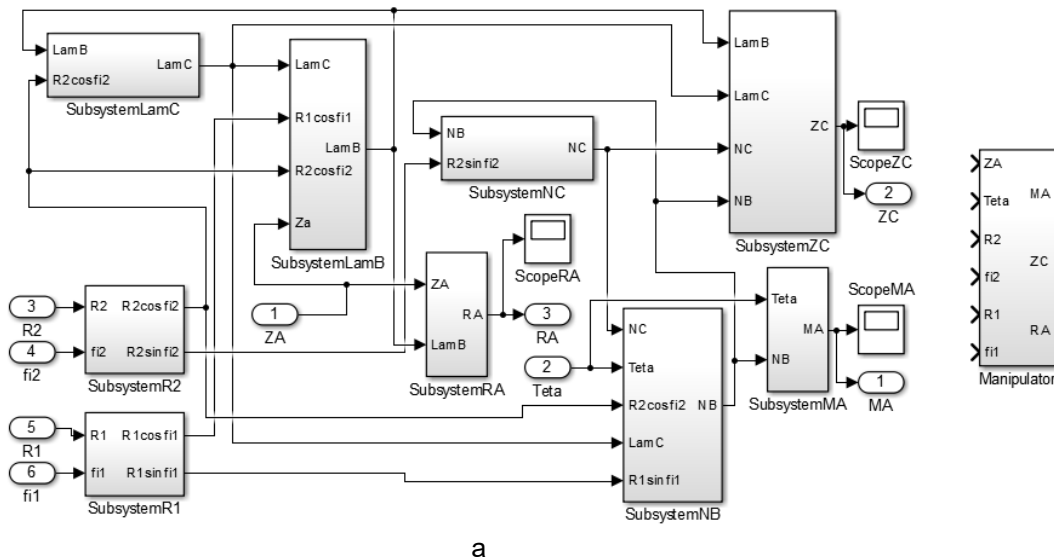 LamB
R2cosfi2
LamC
SubsystemLamC
LamC
R1cosfi1
R2cosfi2
Za
LamB
SubsystemLamB
NB
R2sinfi2
NC
SubsystemNC
LamB
LamC
NC
NB
ZC
SubsystemZC
ScopeZC
2
ZC
ScopeRA
ZA
LamB
RA
SubsystemRA
3
RA
1
ZA
2
Teta
3
R2
4
fi2
R2
fi2
R2cosfi2
R2sinfi2
SubsystemR2
5
R1
6
fi1
R1
fi1
R1cosfi1
R1sinfi1
SubsystemR1
NC
Teta
R2cosfi2
LamC
R1sinfi1
NB
SubsystemNB
Teta
NB
MA
SubsystemMA
ScopeMA
1
MA
ZA
Teta
R2
fi2
R1
fi1
MA
ZC
RA
Manipulator
a